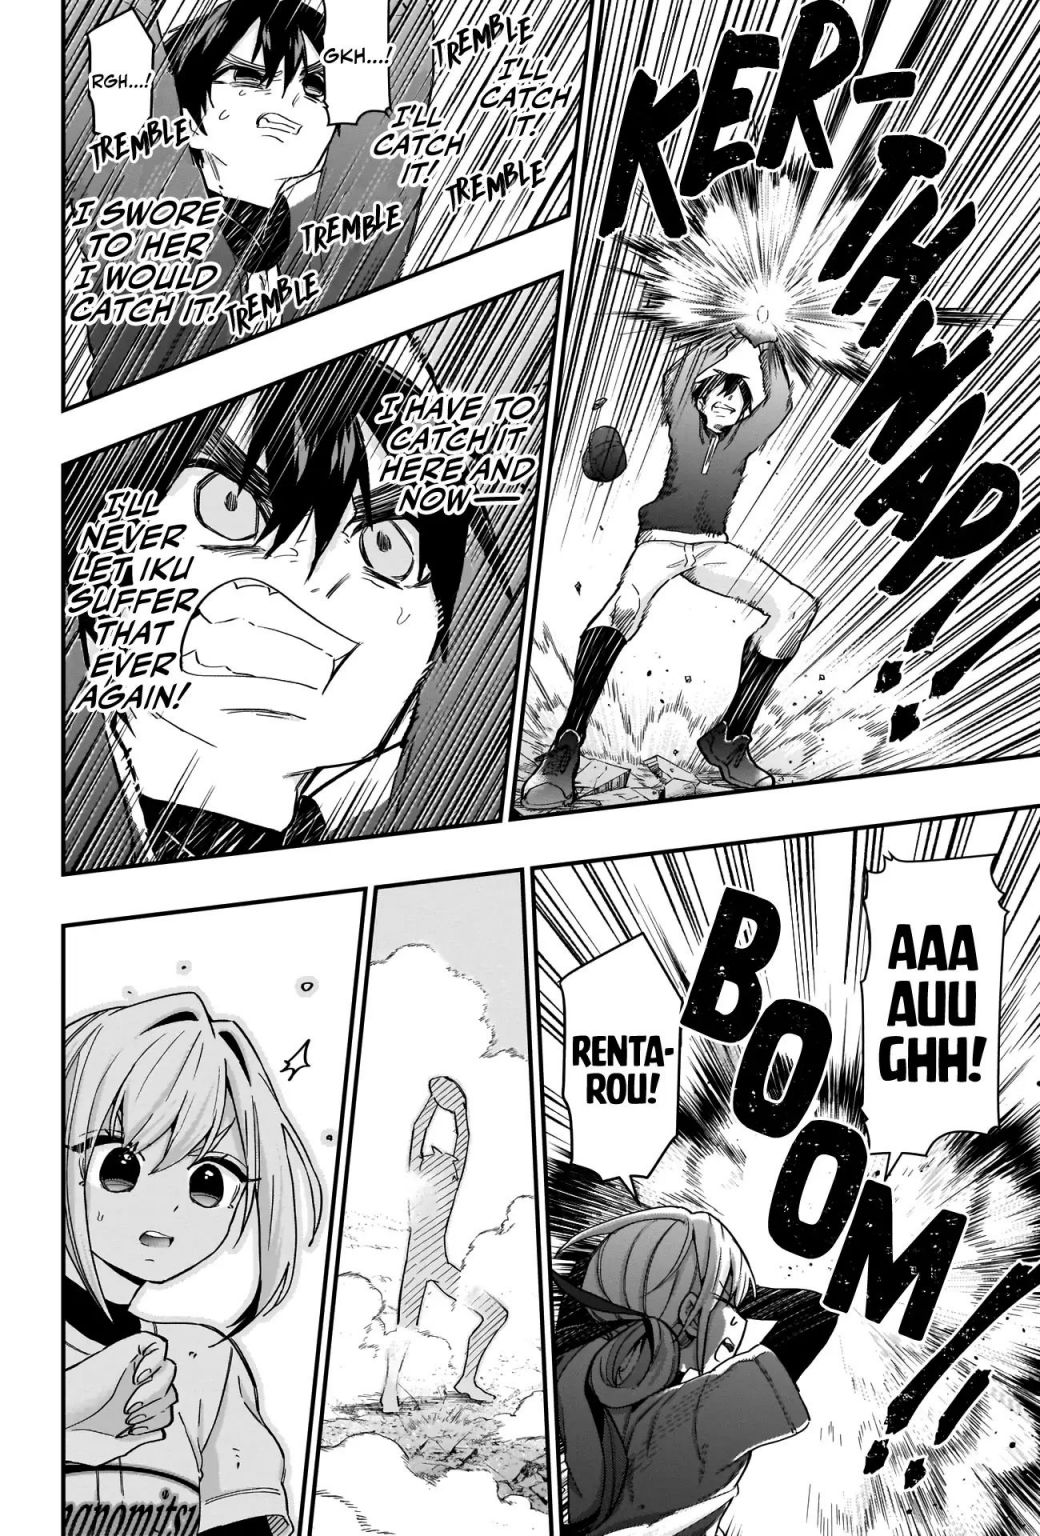 KER-
THWAP!!
GKH...!
RGH...!
TREMBLE
I'LL
CATCH
IT!
TREMBLE
I'LL
CATCH
IT!
TREMBLE
TREMBLE
I SWORE
TO HER
I WOULD
CATCH IT!
TREMBLE
I HAVE TO
CATCH IT
HERE AND
NOW —
I'LL
NEVER
LET IKU
SUFFER
THAT
EVER
AGAIN!
AAA
AUU
GHH!
BOOM!!
RENTA-
ROU!